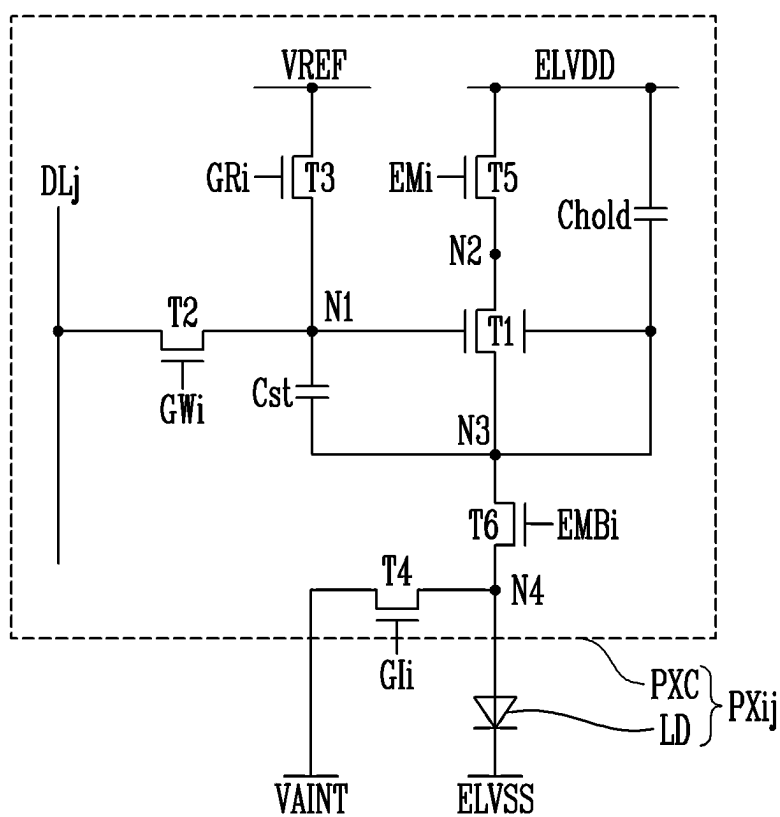 VREF
ELVDD
DLj
GRi
T3
EMi
T5
Chold
N2
T2
N1
T1
GWi
Cst
N3
T6
EMBi
T4
N4
GIi
PXC
LD
PXij
VAINT
ELVSS